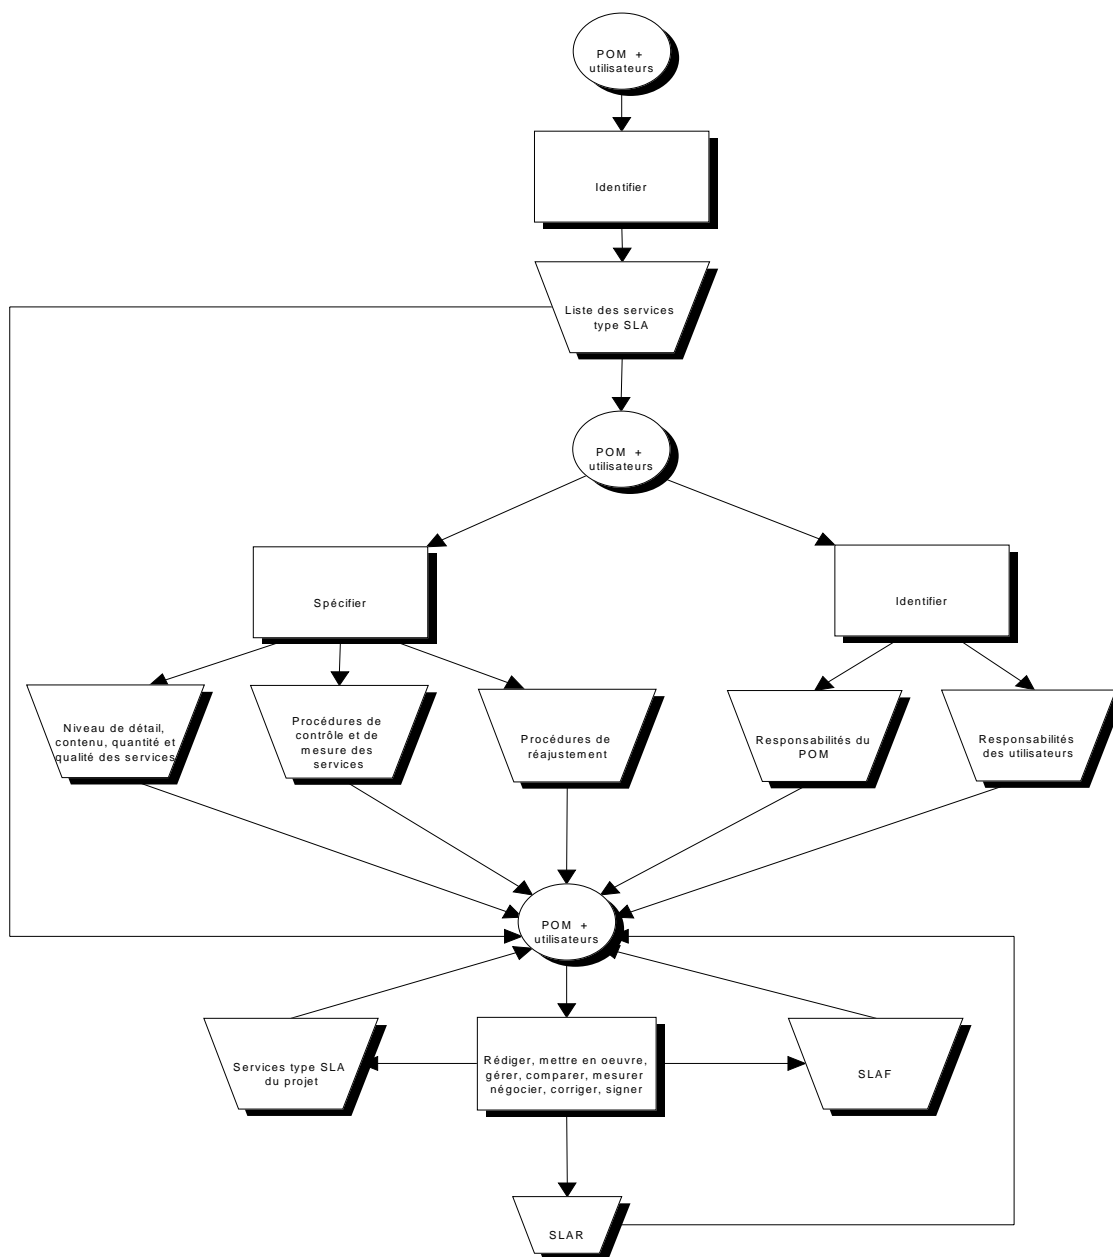 POM +
utilisateurs
Identifier
Liste des services
type SLA
POM +
utilisateurs
Spécifier
Identifier
Niveau de détail,
contenu, quantité et
qualité des services
Procédures de
contrôle et de
mesure des
services
Procédures de
réajustement
Responsabilités du
POM
Responsabilités
des utilisateurs
POM +
utilisateurs
Services type SLA
du projet
Rédiger, mettre en oeuvre,
gérer, comparer, mesurer
négocier, corriger, signer
SLAF
SLAR